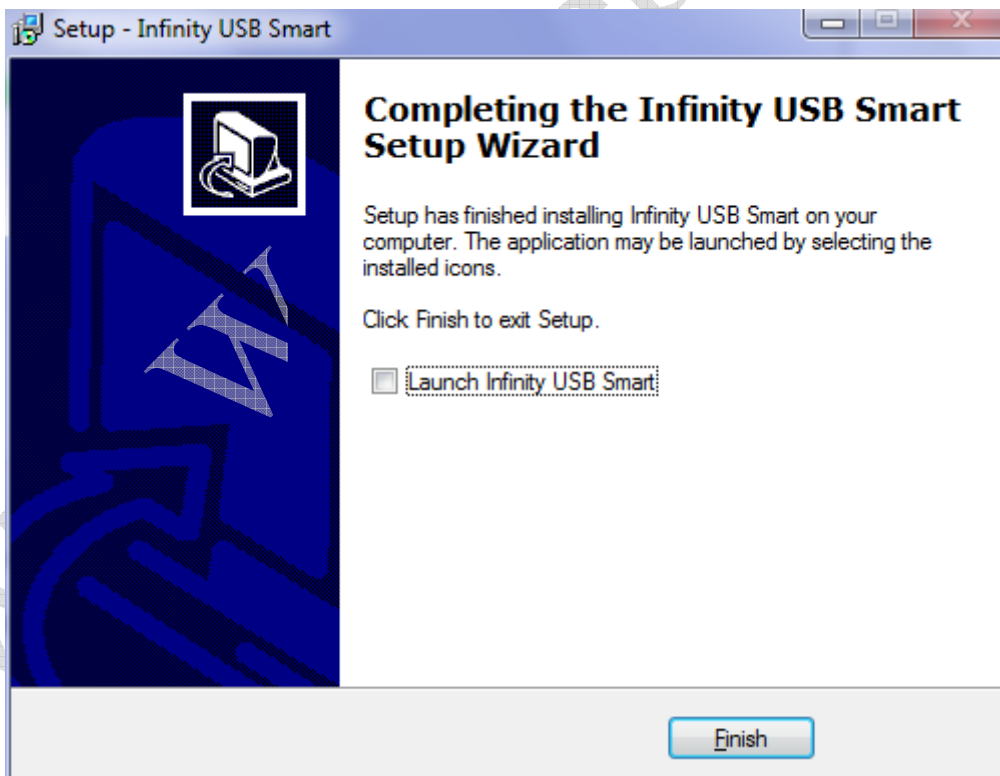 Setup - Infinity USB Smart
Completing the Infinity USB Smart
Setup Wizard
Setup has finished installing Infinity USB Smart on your
computer. The application may be launched by selecting the
installed icons.
Click Finish to exit Setup.
Launch Infinity USB Smart
Finish